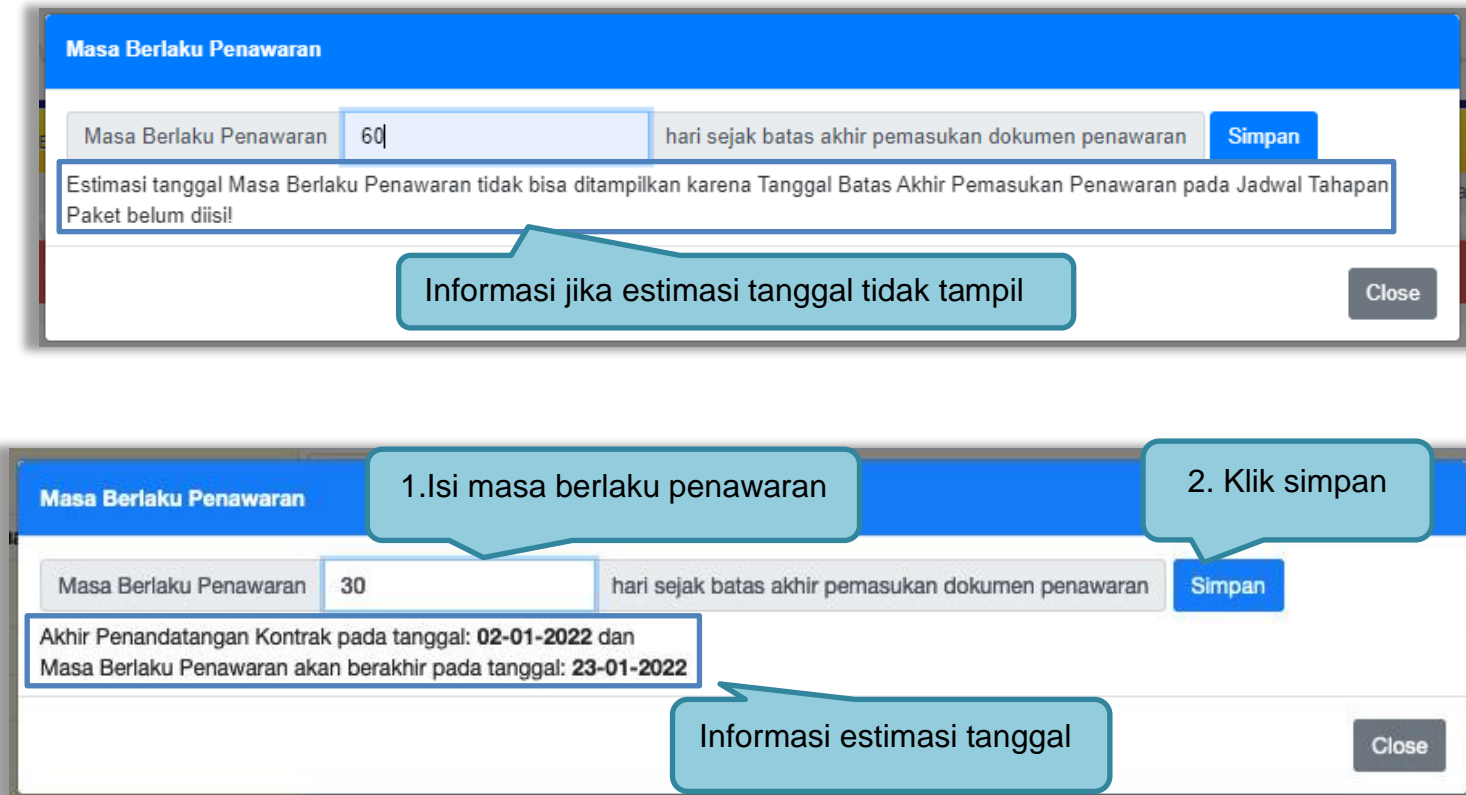 Masa Berlaku Penawaran
Masa Berlaku Penawaran 60 hari sejak batas akhir pemasukan dokumen penawaran Simpan
Estimasi tanggal Masa Berlaku Penawaran tidak bisa ditampilkan karena Tanggal Batas Akhir Pemasukan Penawaran pada Jadwal Tahapan
Paket belum diisi!
Informasi jika estimasi tanggal tidak tampil
Close
Masa Berlaku Penawaran
1.Isi masa berlaku penawaran
2. Klik simpan
Masa Berlaku Penawaran 30 hari sejak batas akhir pemasukan dokumen penawaran Simpan
Akhir Penandatangan Kontrak pada tanggal: 02-01-2022 dan
Masa Berlaku Penawaran akan berakhir pada tanggal: 23-01-2022
Informasi estimasi tanggal
Close